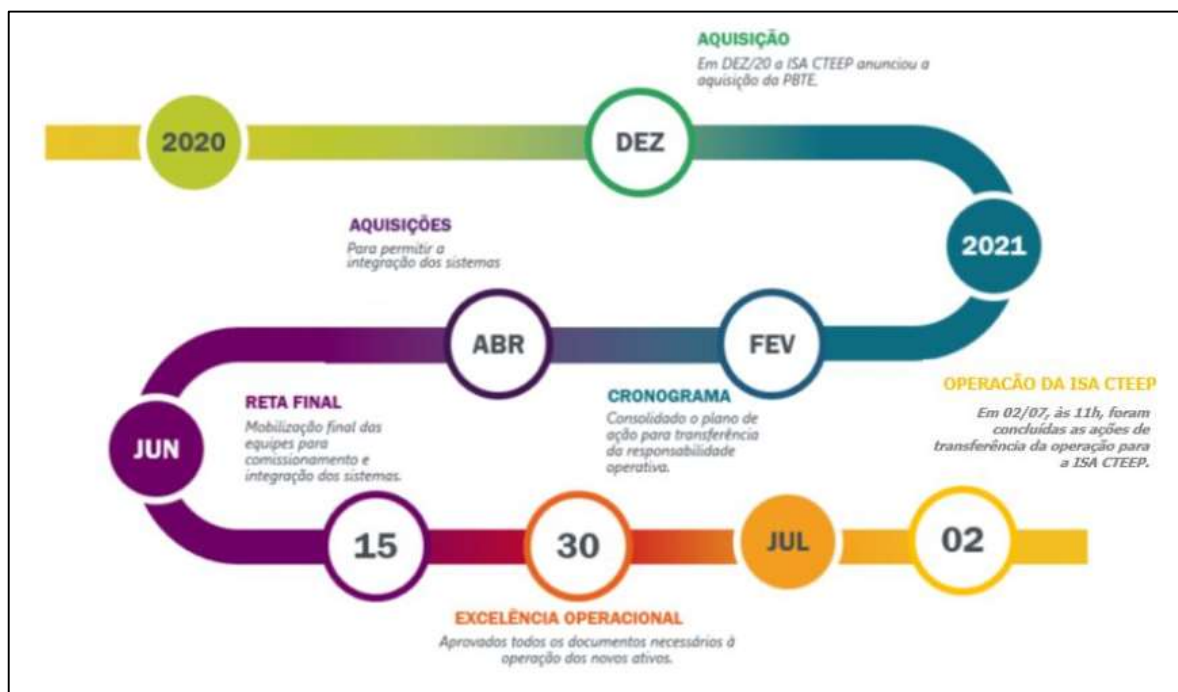 AQUISIÇÃO
Em DEZ/20 a ISA CTEEP anunciou a
aquisição da PBTE.
2020
DEZ
2021
AQUISIÇÕES
Para permitir a
integração dos sistemas
ABR
FEV
RETA FINAL
Mobilização final das
equipes para
comissionamento e
integração dos sistemas.
CRONOGRAMA
Consolidado o plano de
ação para transferência
da responsabilidade
operativa.
OPERACÃO DA ISA CTEEP
Em 02/07, às 11h, foram
concluídas as ações de
transferência da operação para
a ISA CTEEP.
JUN
15
30
JUL
02
EXCELÊNCIA OPERACIONAL
Aprovados todos os documentos necessários à
operação dos novos ativos.